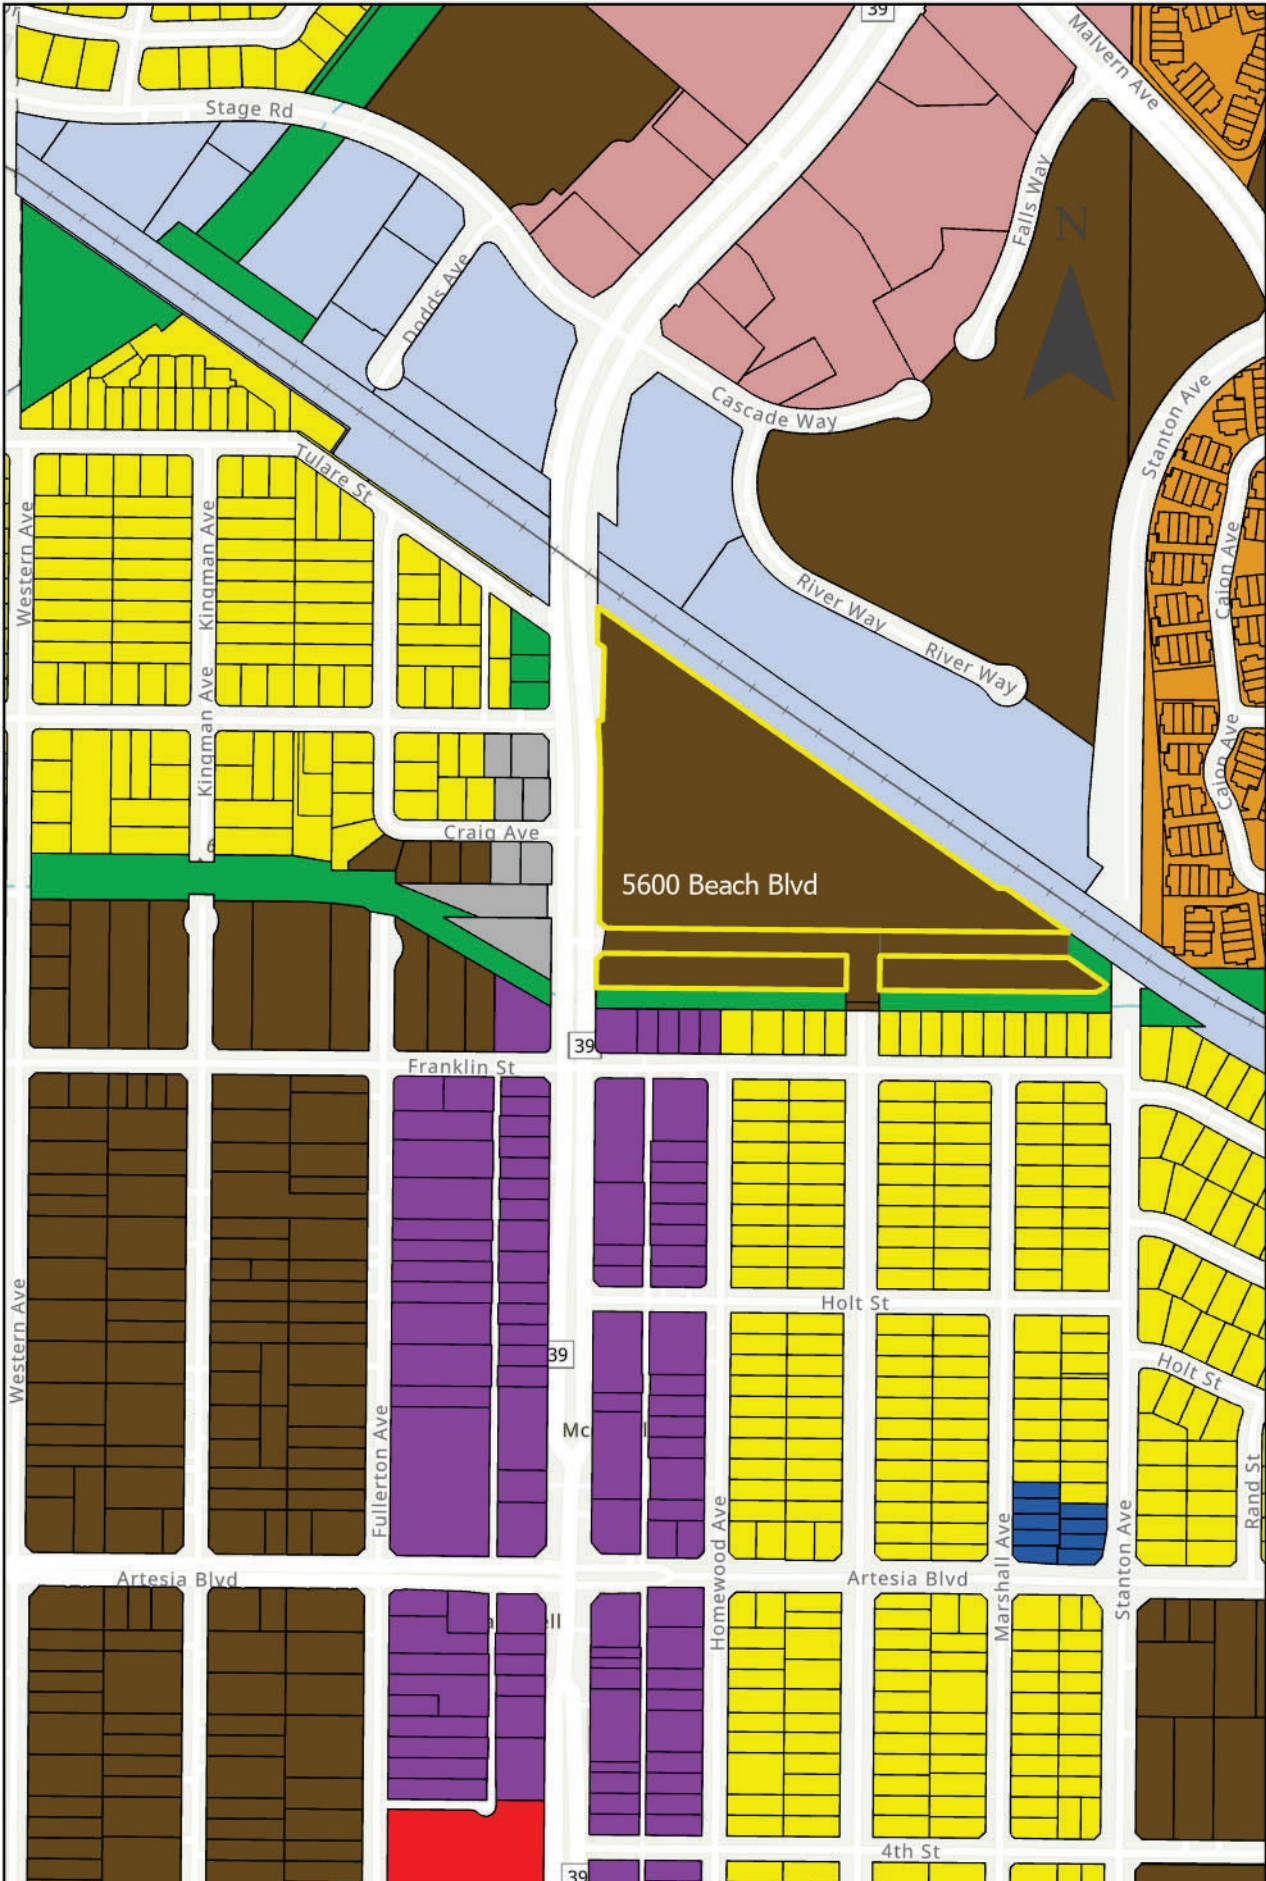 39
Malvern Ave
Stage Rd
Falls Way
N
Dodds Ave
Cascade Way
Stanton Ave
Tulare St
Western Ave
Kingman Ave
Cajon Ave
River Way
River Way
Kingman Ave
Cajon Ave
Craig Ave
6
5600 Beach Blvd
39
Franklin St
Holt St
Western Ave
39
Holt St
Fullerton Ave
Rand St
Homewood Ave
Marshall Ave
Stanton Ave
Artesia Blvd
Artesia Blvd
4th St
39